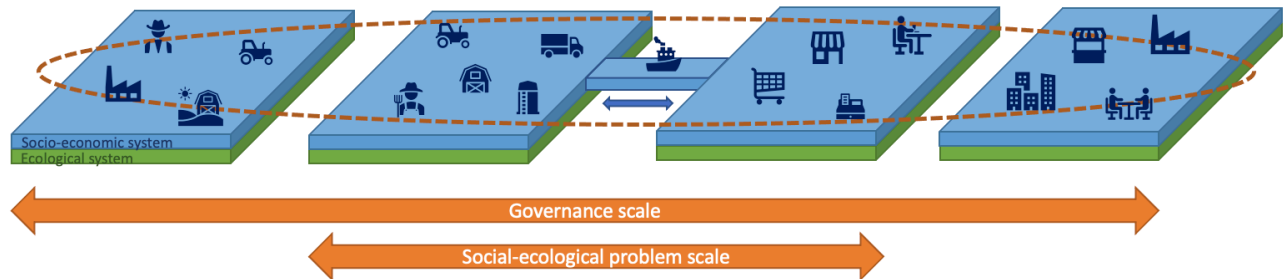 Socio-economic system
Ecological system
Governance scale
Social-ecological problem scale